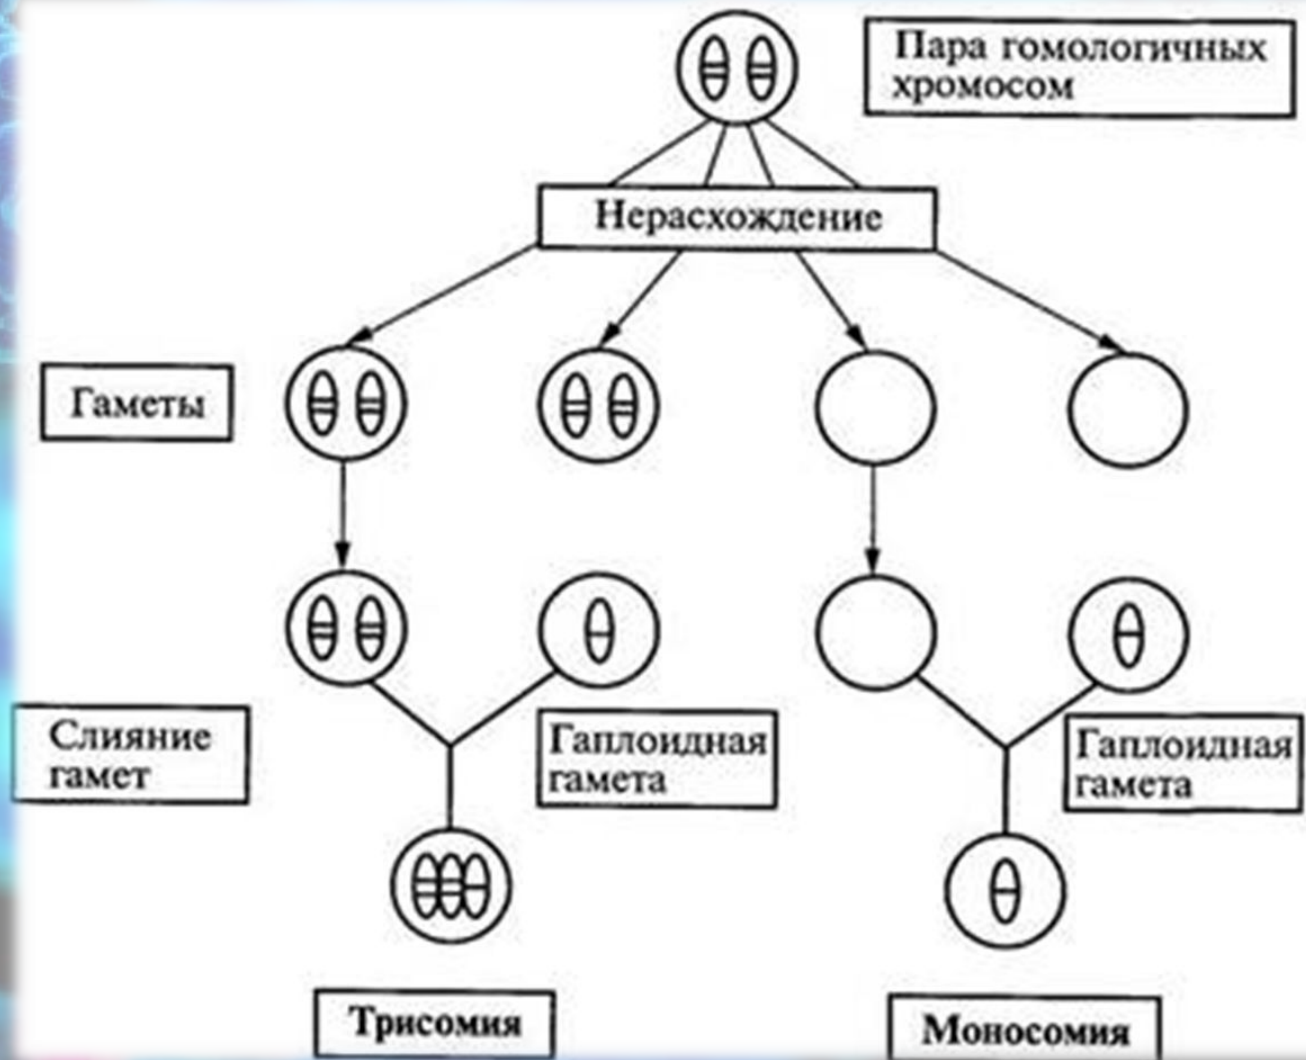 Пара гомологичных
хромосом
Нерасхождение
Гаметы
Слияние
гамет
Гаплоидная
гамета
Гаплоидная
гамета
Трисомия
Моносомия